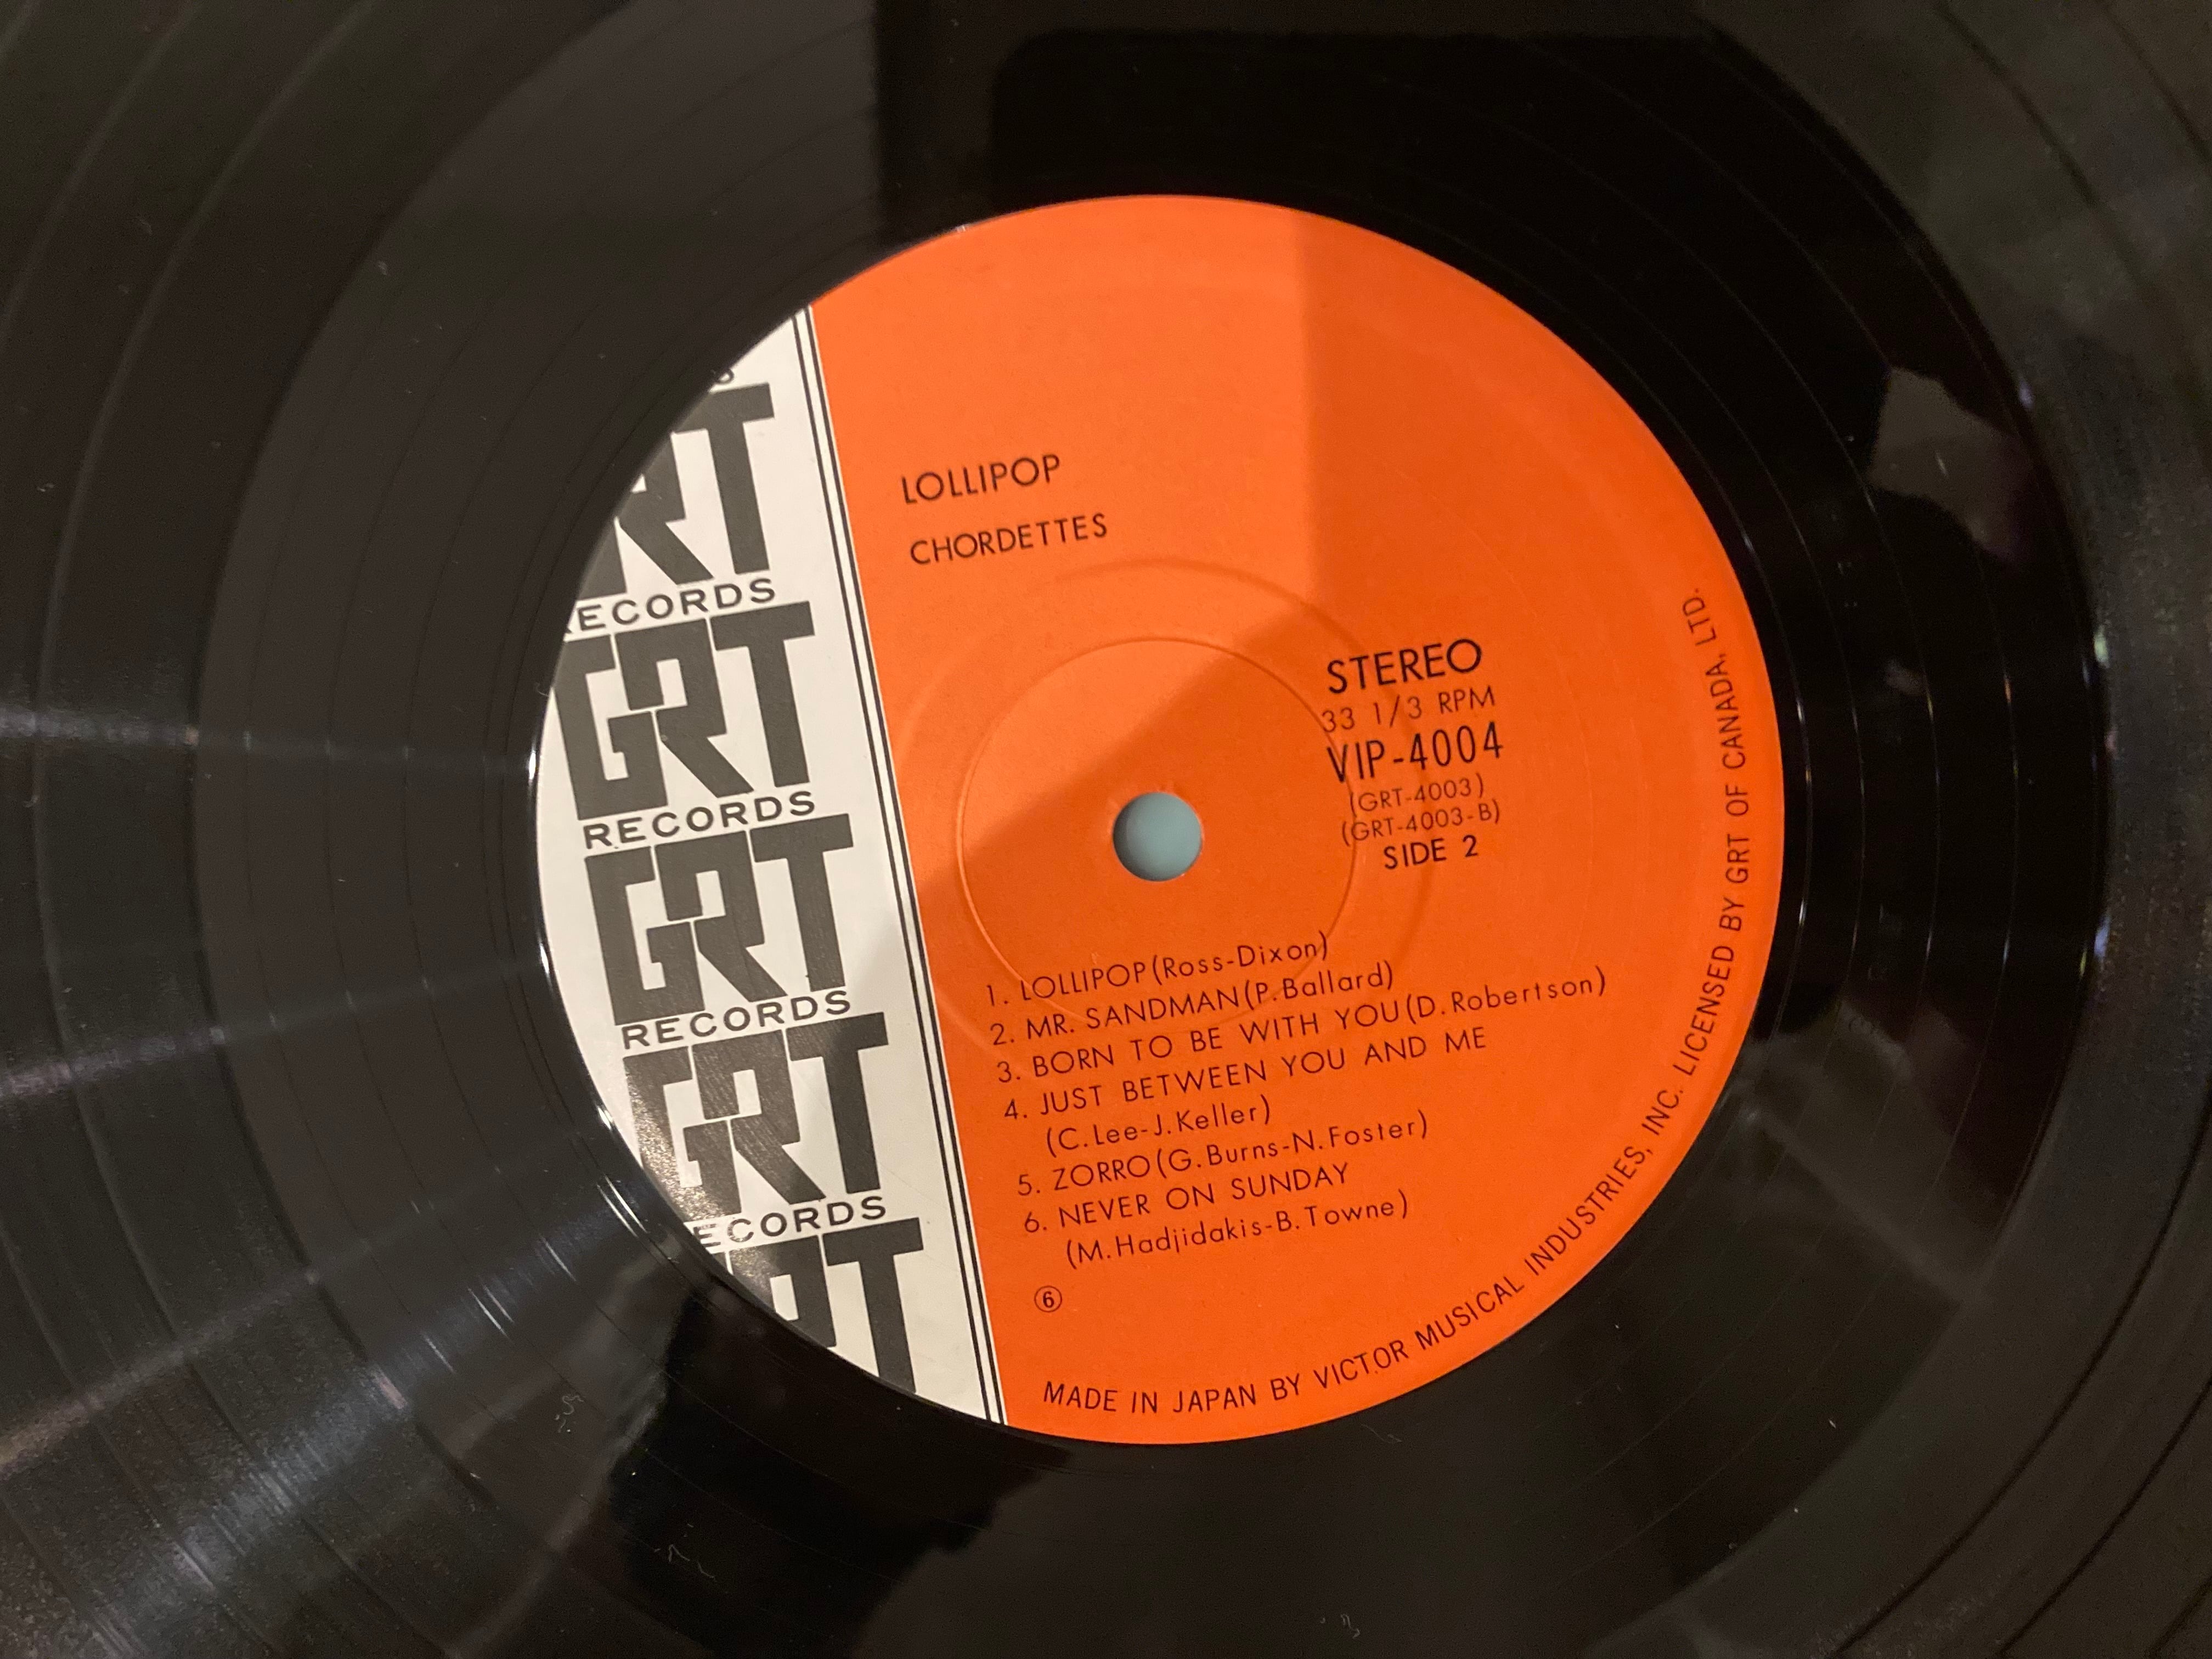 GRT
RECORDS
GRT
RECORDS
GRT
RECORDS
GRT
RECORDS
GRT
LOLLIPOP
CHORDETTES
STEREO
33 1/3 RPM
VIP-4004
(GRT-4003)
(GRT-4003-B)
SIDE 2
1. LOLLIPOP(Ross-Dixon)
2. MR. SANDMAN(P.Ballard)
3. BORN TO BE WITH YOU(D.Robertson)
4. JUST BETWEEN YOU AND ME
(C.Lee-J.Keller)
5. ZORRO(G.Burns-N.Foster)
6. NEVER ON SUNDAY
(M.Hadjidakis-B.Towne)
⑥
MADE IN JAPAN BY VICTOR MUSICAL INDUSTRIES, INC. LICENSED BY GRT OF CANADA, LTD.